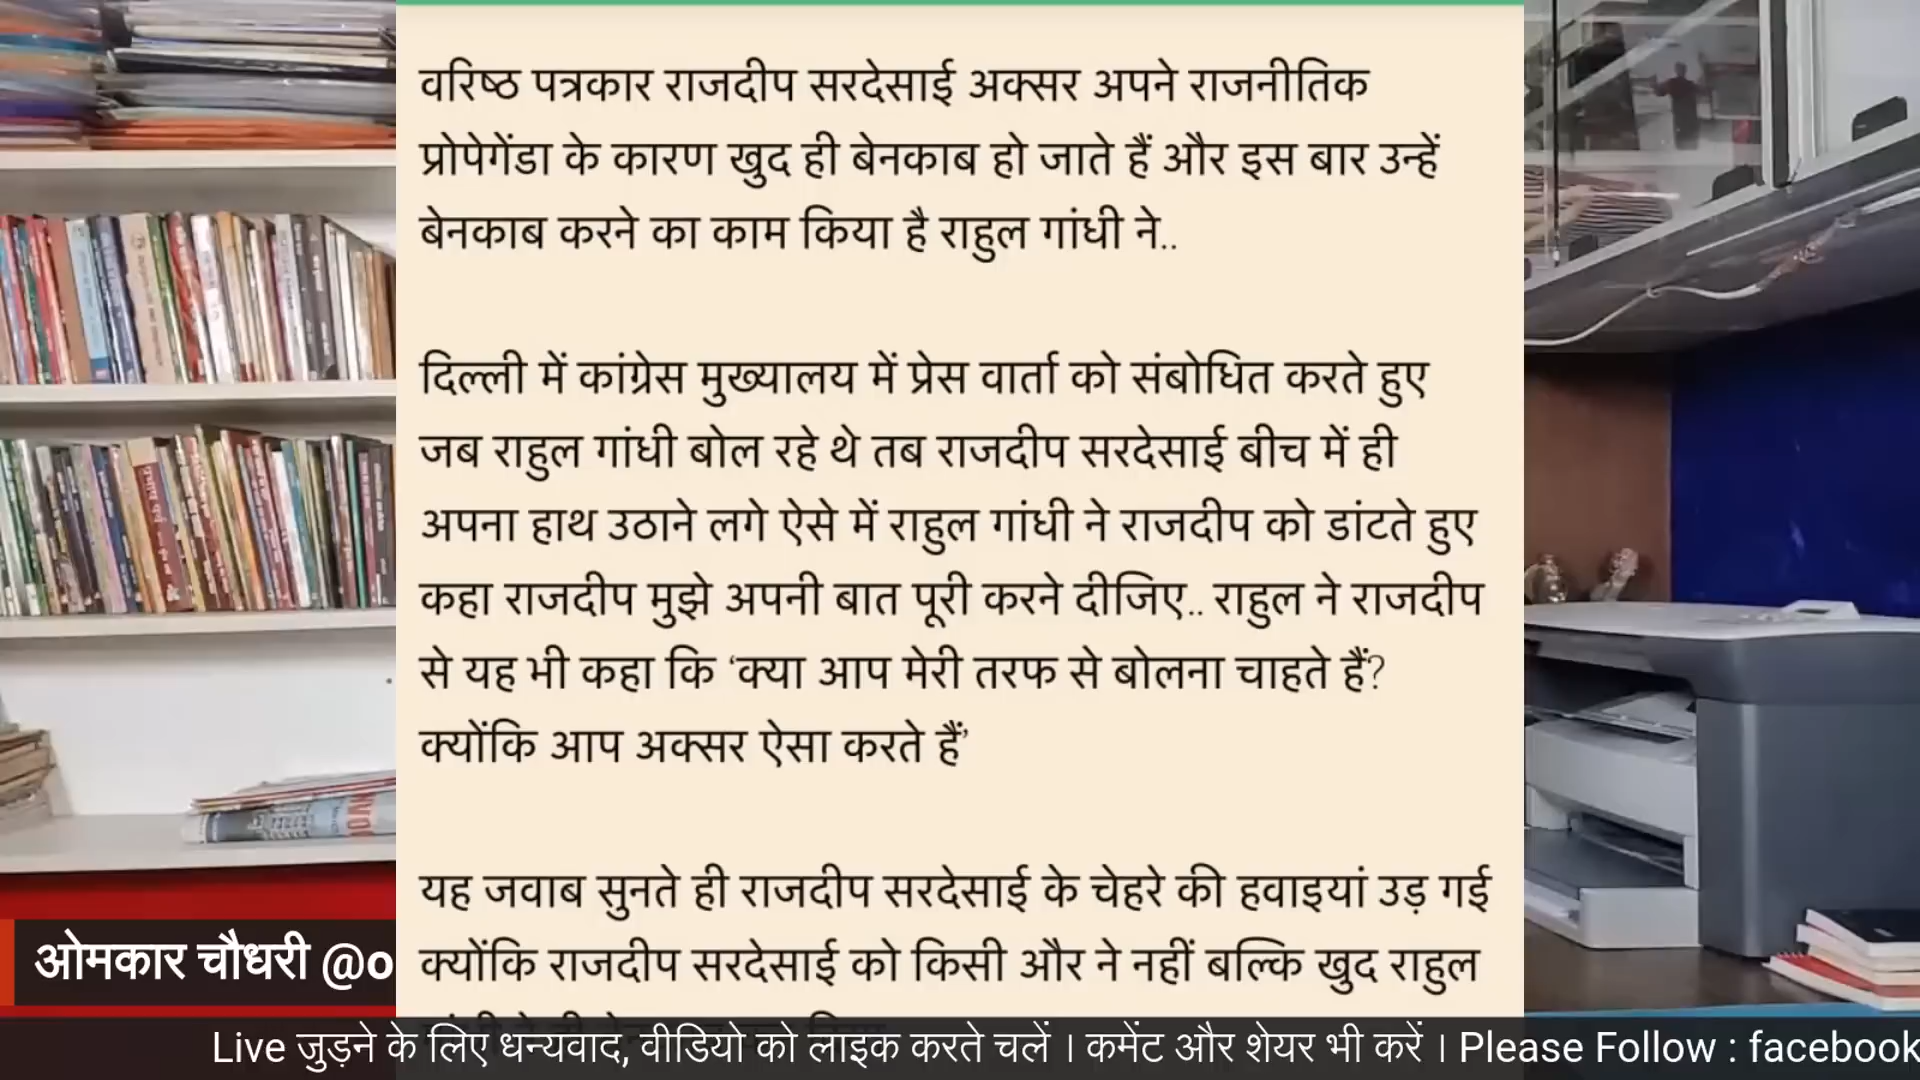 वरिष्ठ पत्रकार राजदीप सरदेसाई अक्सर अपने राजनीतिक
प्रोपेगेंडा के कारण खुद ही बेनकाब हो जाते हैं और इस बार उन्हें
बेनकाब करने का काम किया है राहुल गांधी ने..
दिल्ली में कांग्रेस मुख्यालय में प्रेस वार्ता को संबोधित करते हुए
जब राहुल गांधी बोल रहे थे तब राजदीप सरदेसाई बीच में ही
अपना हाथ उठाने लगे ऐसे में राहुल गांधी ने राजदीप को डांटते हुए
कहा राजदीप मुझे अपनी बात पूरी करने दीजिए.. राहुल ने राजदीप
से यह भी कहा कि ‘क्या आप मेरी तरफ से बोलना चाहते हैं?
क्योंकि आप अक्सर ऐसा करते हैं’
यह जवाब सुनते ही राजदीप सरदेसाई के चेहरे की हवाइयां उड़ गई
क्योंकि राजदीप सरदेसाई को किसी और ने नहीं बल्कि खुद राहुल
ओमकार चौधरी @o
Live जुड़ने के लिए धन्यवाद, वीडियो को लाइक करते चलें । कमेंट और शेयर भी करें । Please Follow : facebook